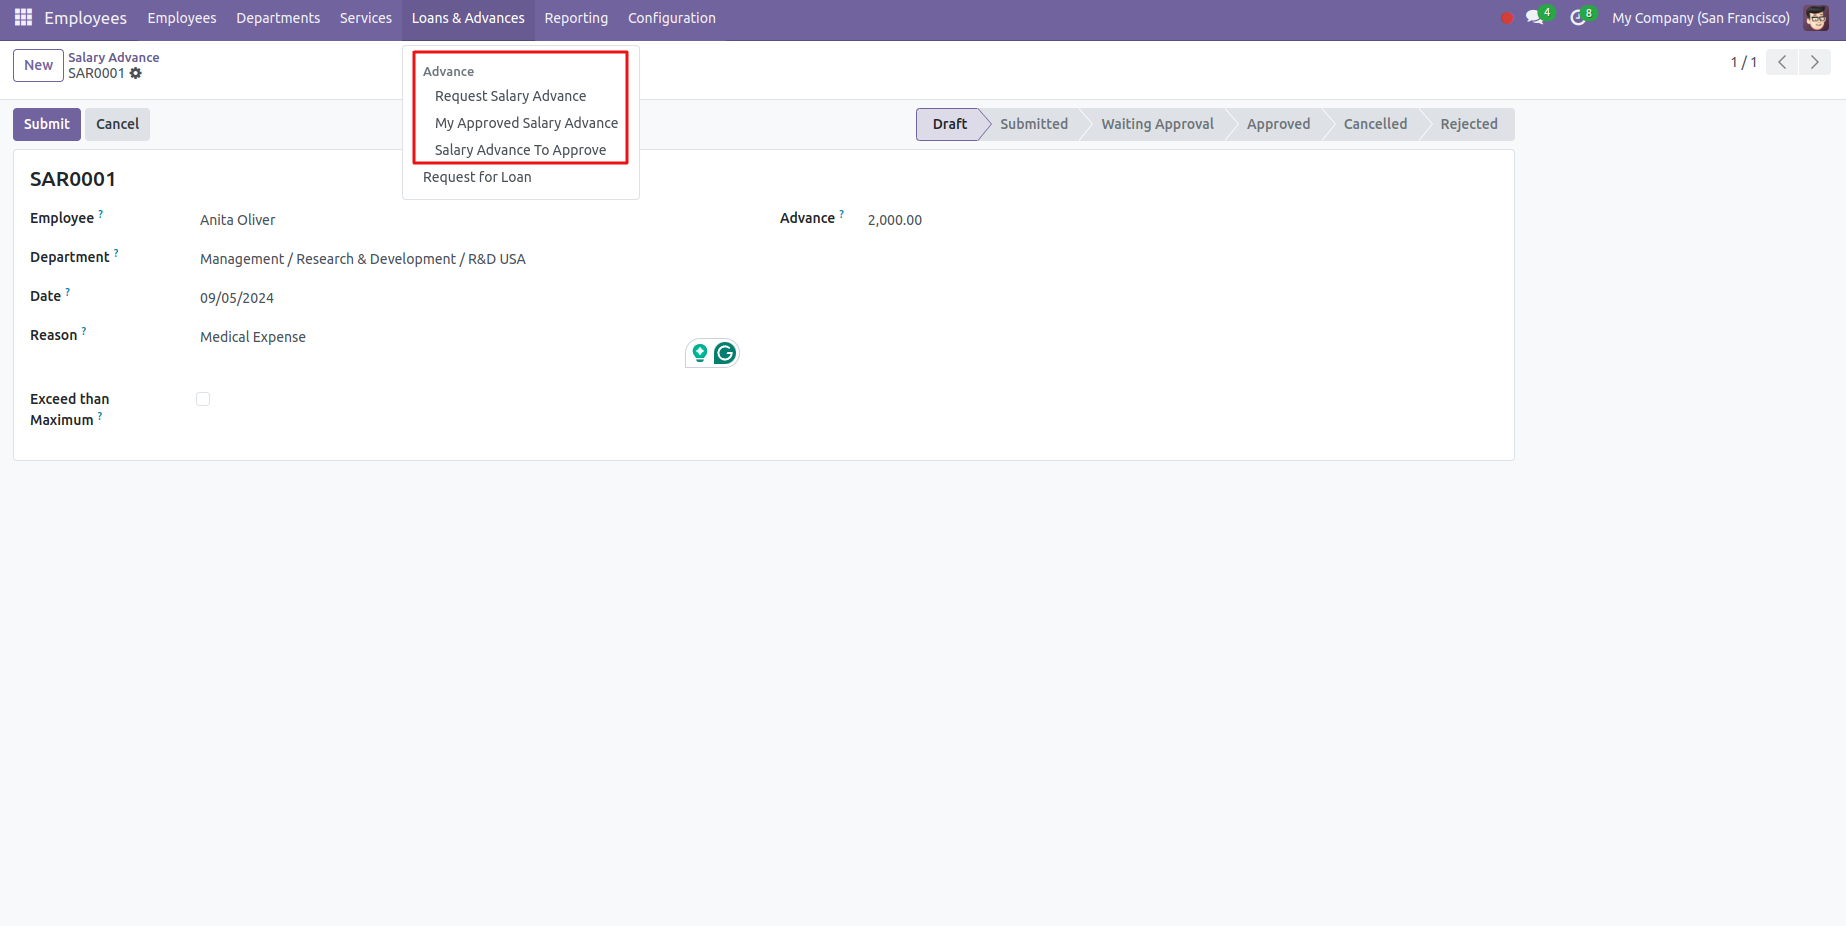 Employees Employees Departments Services Loans & Advances Reporting Configuration 4 8 My Company (San Francisco)
New Salary Advance
SAR0001
1 / 1
Advance
Request Salary Advance
My Approved Salary Advance
Salary Advance To Approve
Request for Loan
Submit Cancel Draft Submitted Waiting Approval Approved Cancelled Rejected
SAR0001
Employee ? Anita Oliver Advance ? 2,000.00
Department ? Management / Research & Development / R&D USA
Date ? 09/05/2024
Reason ? Medical Expense
Exceed than
Maximum ?